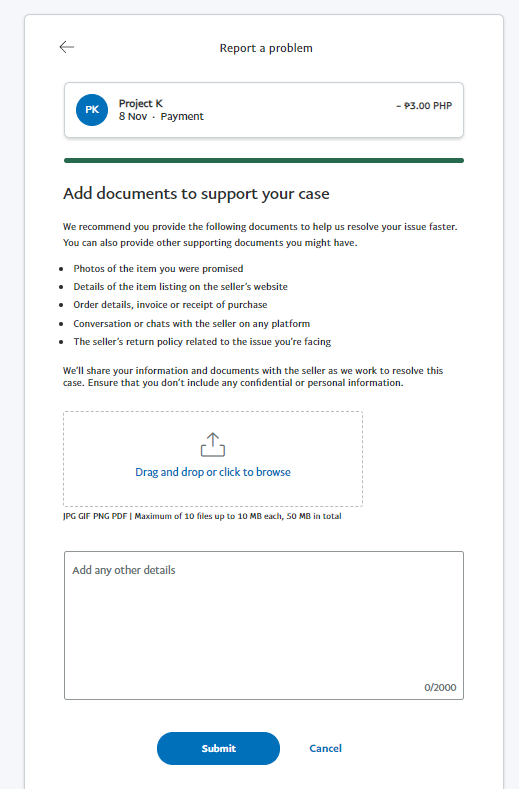 Report a problem
PK
Project K
8 Nov · Payment
- ₱3.00 PHP
Add documents to support your case
We recommend you provide the following documents to help us resolve your issue faster.
You can also provide other supporting documents you might have.
• Photos of the item you were promised
• Details of the item listing on the seller's website
• Order details, invoice or receipt of purchase
• Conversation or chats with the seller on any platform
• The seller's return policy related to the issue you're facing
We'll share your information and documents with the seller as we work to resolve this
case. Ensure that you don't include any confidential or personal information.
Drag and drop or click to browse
JPG GIF PNG PDF | Maximum of 10 files up to 10 MB each, 50 MB in total
Add any other details
0/2000
Submit
Cancel